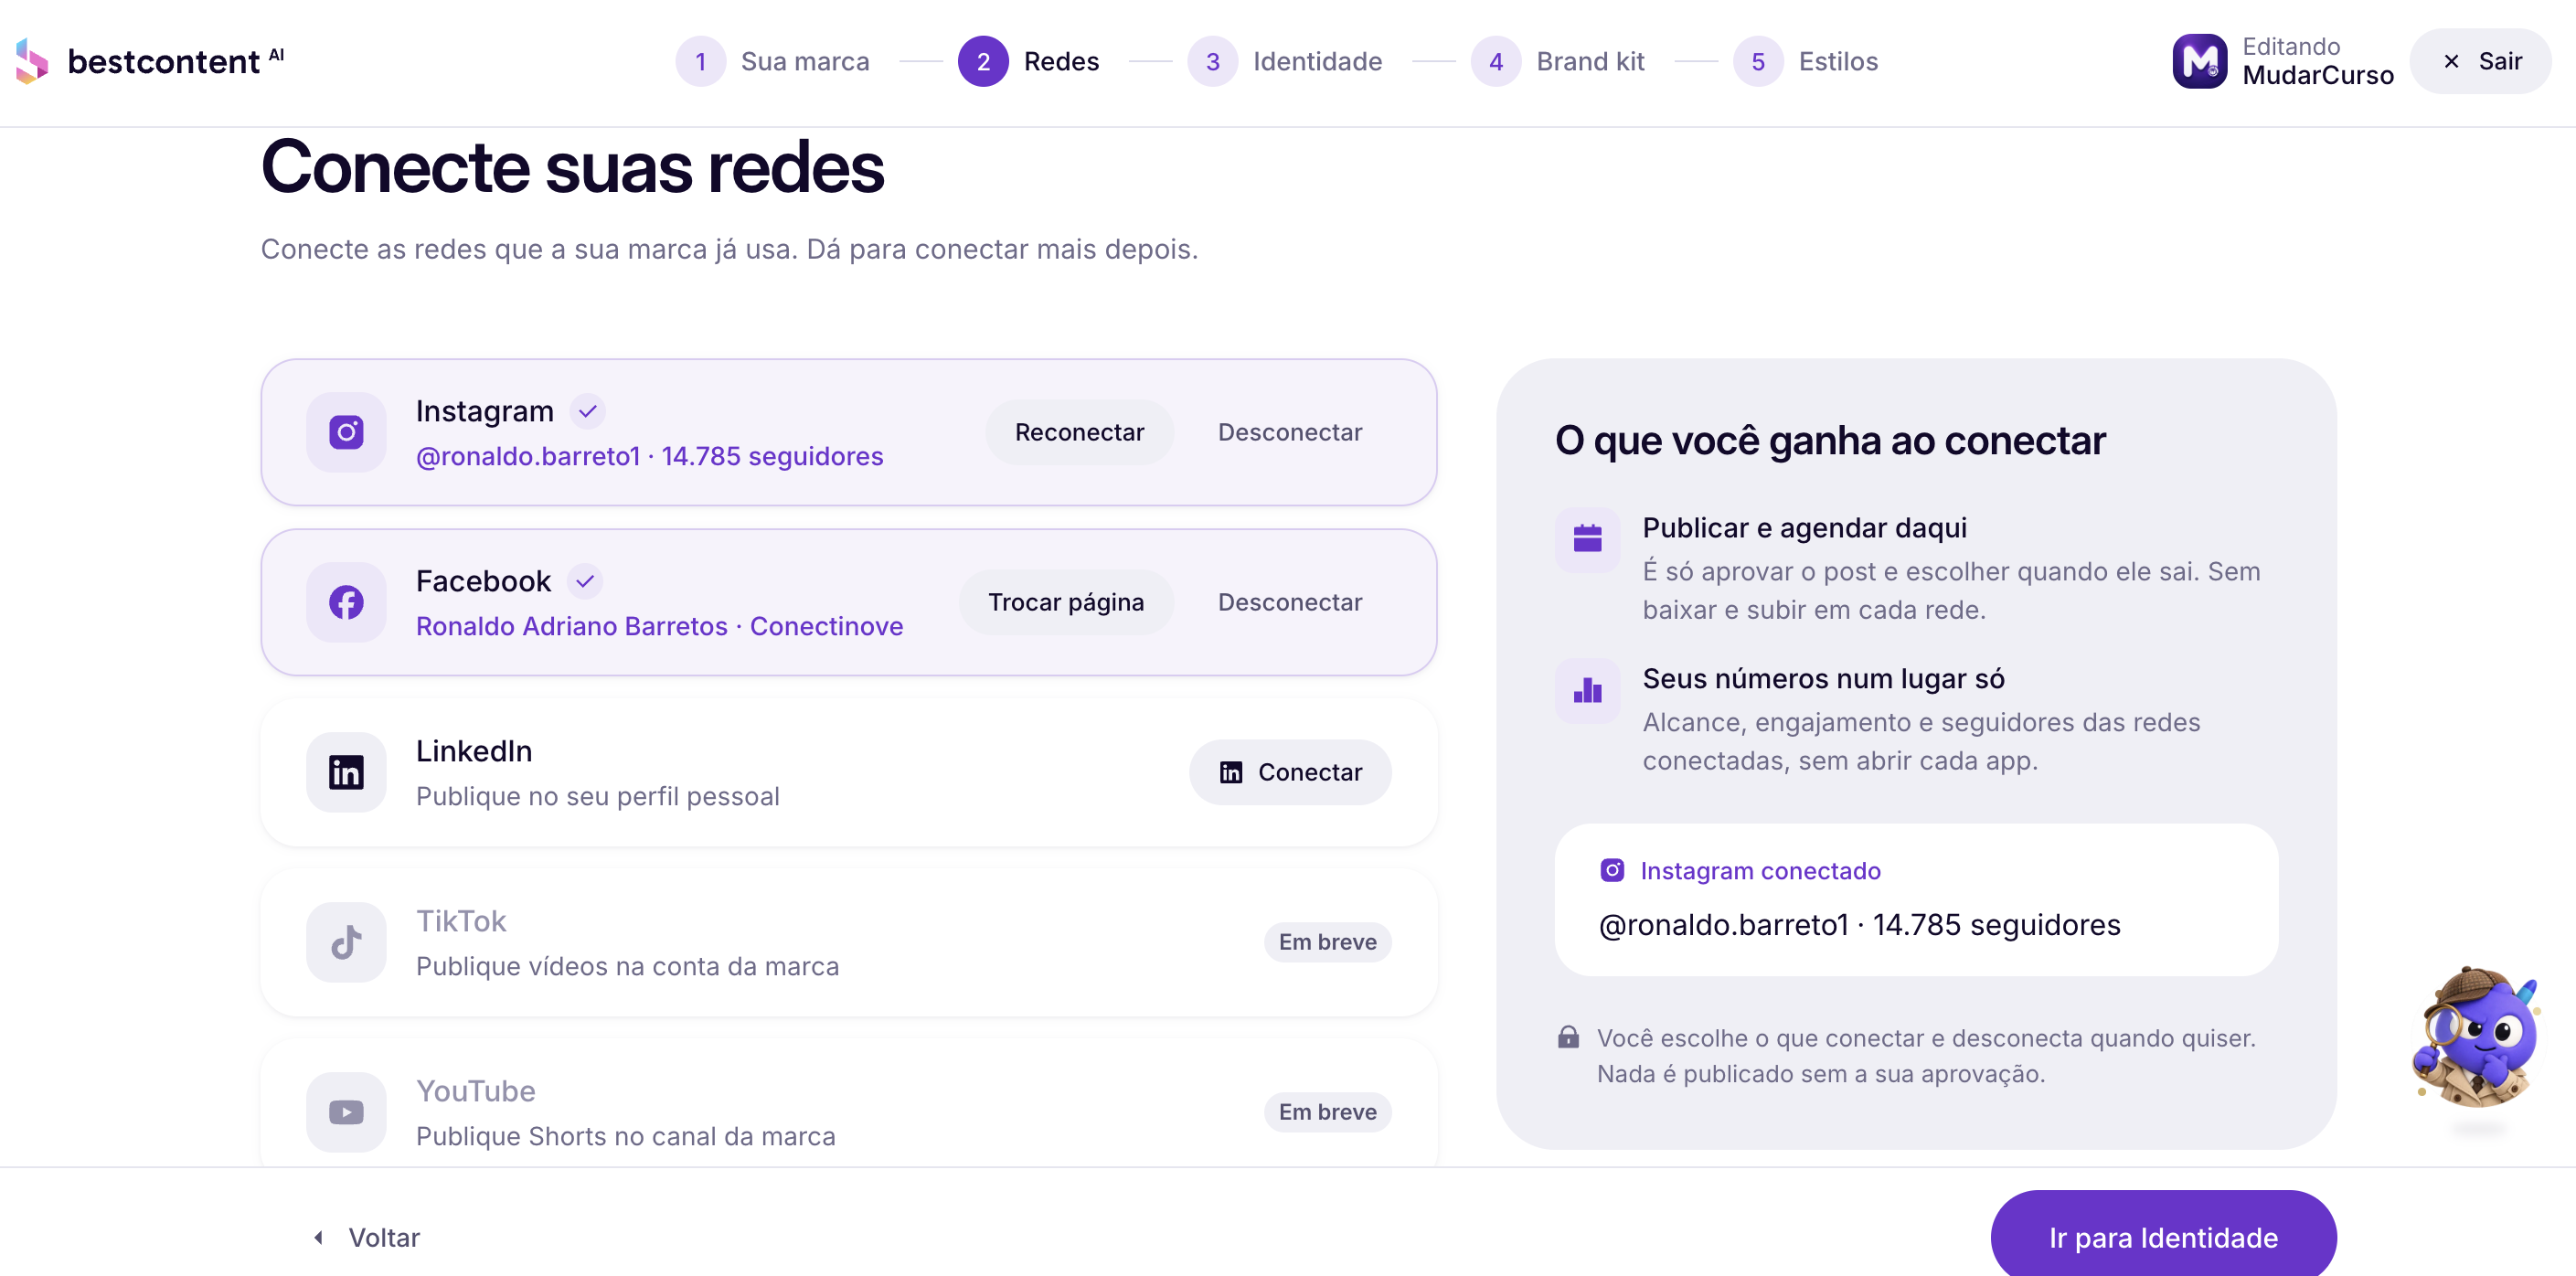 bestcontent AI
1 Sua marca
2 Redes
3 Identidade
4 Brand kit
5 Estilos
Editando
MudarCurso
Sair
Conecte suas redes
Conecte as redes que a sua marca já usa. Dá para conectar mais depois.
Instagram
@ronaldo.barreto1 · 14.785 seguidores
Reconectar
Desconectar
Facebook
Ronaldo Adriano Barretos · Conectinove
Trocar página
Desconectar
LinkedIn
Publique no seu perfil pessoal
Conectar
TikTok
Publique vídeos na conta da marca
Em breve
YouTube
Publique Shorts no canal da marca
Em breve
O que você ganha ao conectar
Publicar e agendar daqui
É só aprovar o post e escolher quando ele sai. Sem
baixar e subir em cada rede.
Seus números num lugar só
Alcance, engajamento e seguidores das redes
conectadas, sem abrir cada app.
Instagram conectado
@ronaldo.barreto1 · 14.785 seguidores
Você escolhe o que conectar e desconecta quando quiser.
Nada é publicado sem a sua aprovação.
Voltar
Ir para Identidade